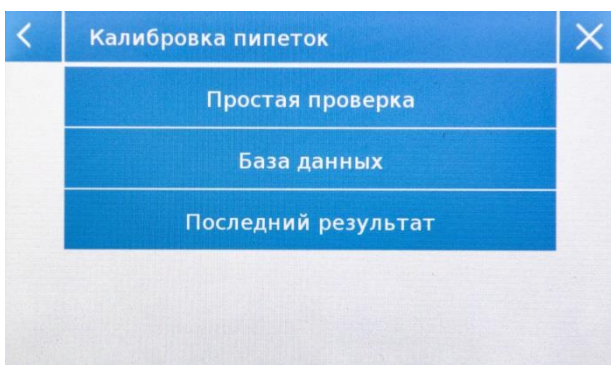 Калибровка пипеток
Простая проверка
База данных
Последний результат